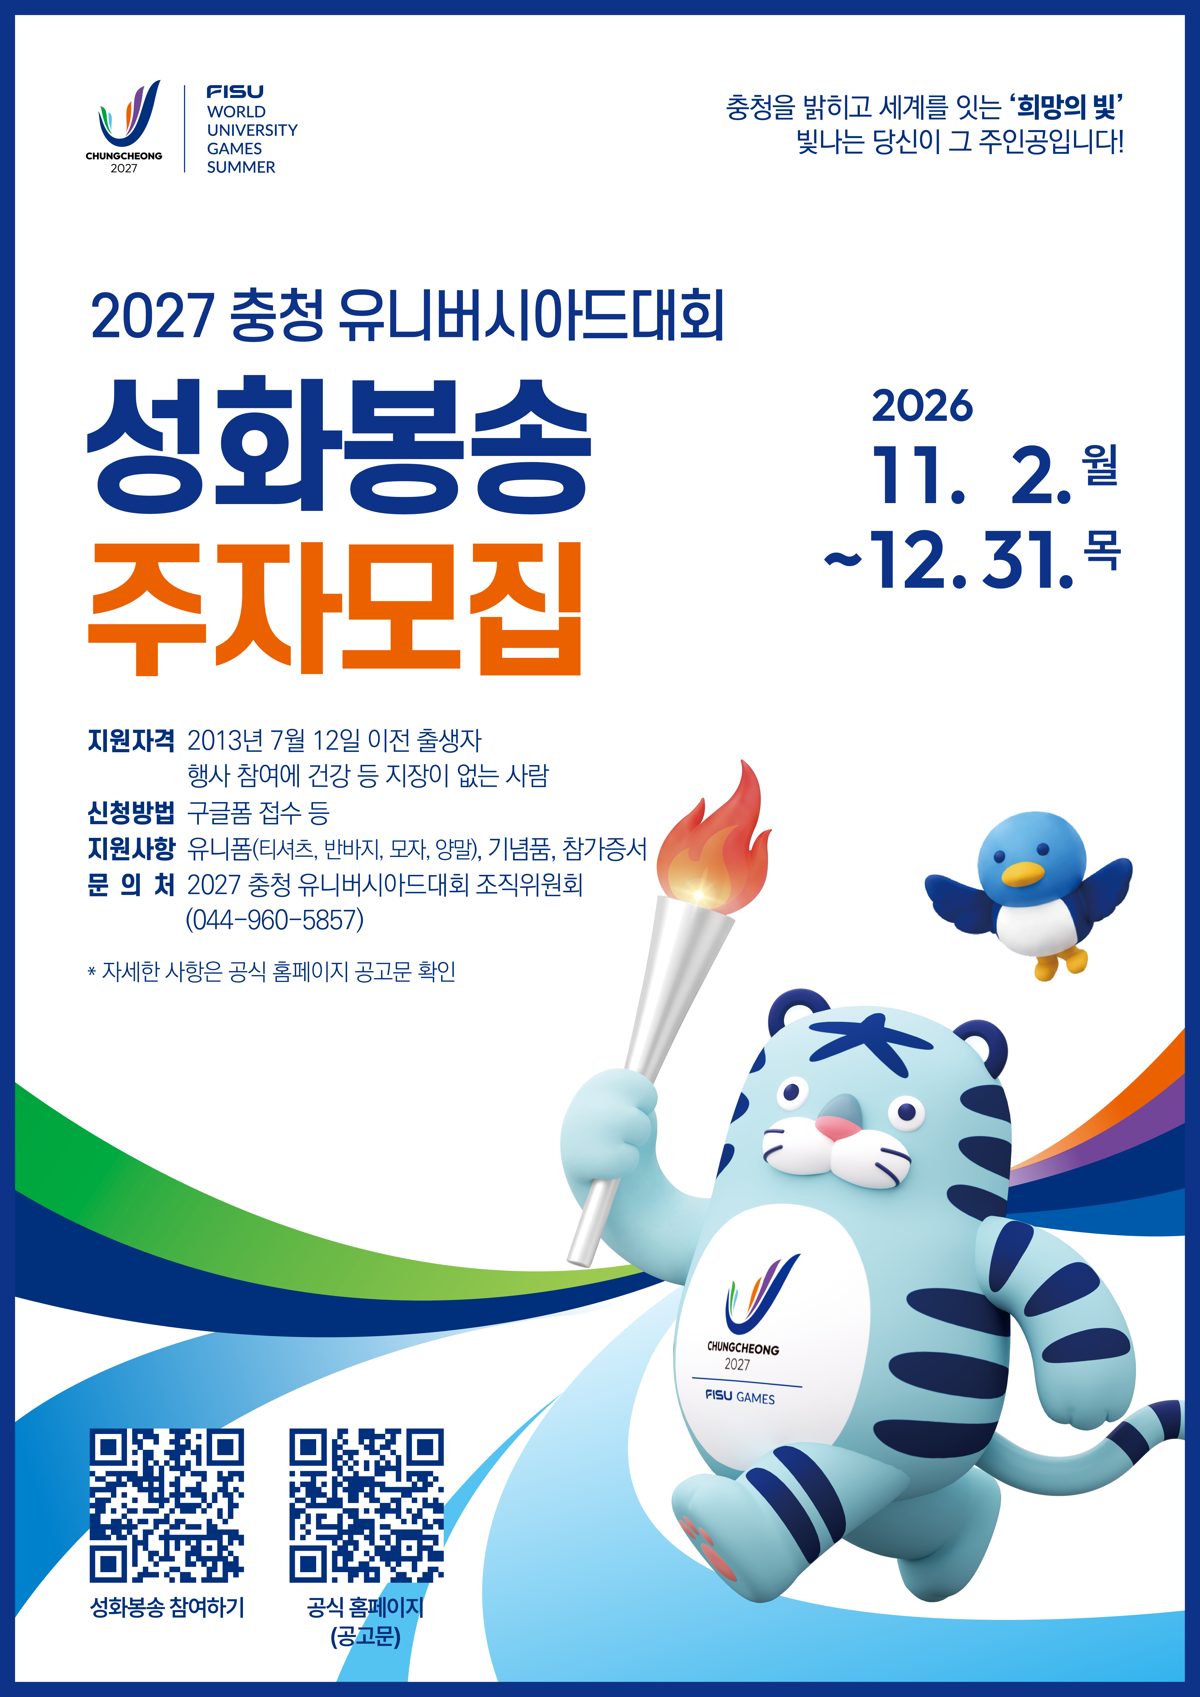 CHUNGCHEONG
2027
FISU
WORLD
UNIVERSITY
GAMES
SUMMER
충청을 밝히고 세계를 잇는 ‘희망의 빛’
빛나는 당신이 그 주인공입니다!
2027 충청 유니버시아드대회
성화봉송
주자모집
2026
11. 2. 월
~12. 31. 목
지원자격 2013년 7월 12일 이전 출생자
행사 참여에 건강 등 지장이 없는 사람
신청방법 구글폼 접수 등
지원사항 유니폼(티셔츠, 반바지, 모자, 양말), 기념품, 참가증서
문 의 처 2027 충청 유니버시아드대회 조직위원회
(044-960-5857)
* 자세한 사항은 공식 홈페이지 공고문 확인
CHUNGCHEONG
2027
FISU GAMES
성화봉송 참여하기
공식 홈페이지
(공고문)